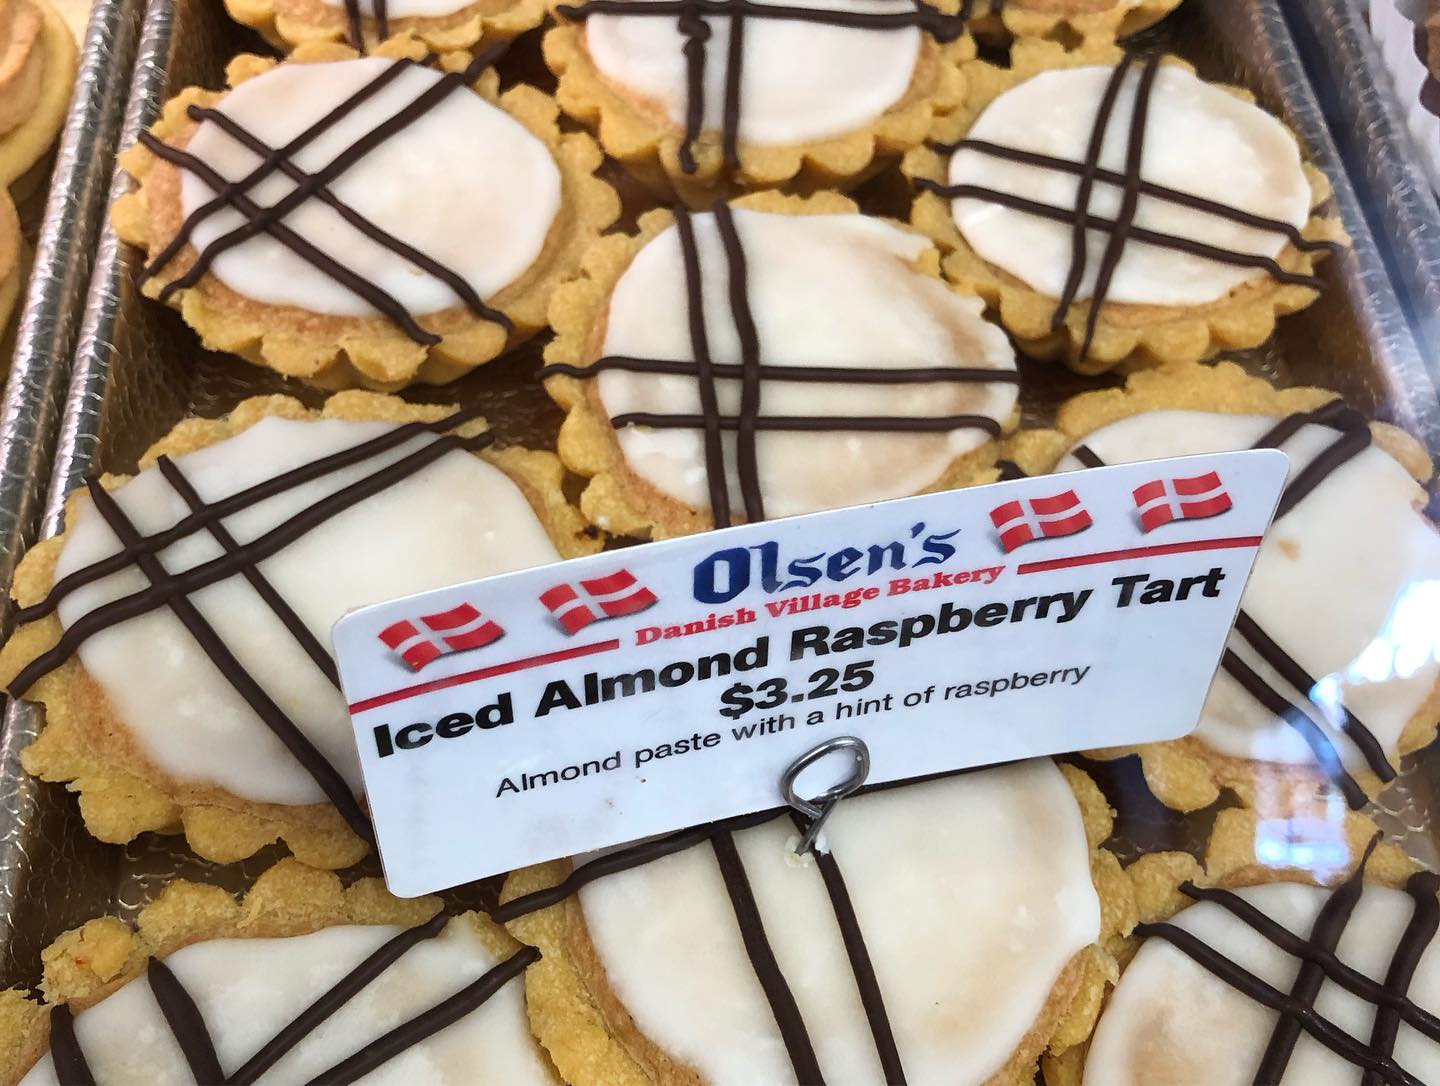 Olsen's
Danish Village Bakery
Iced Almond Raspberry Tart
$3.25
Almond paste with a hint of raspberry